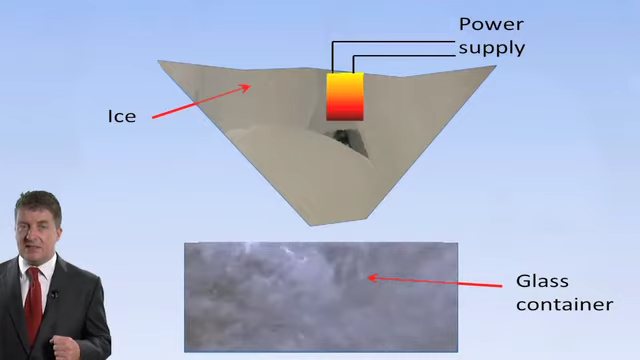 Power
supply
Ice
Glass
container